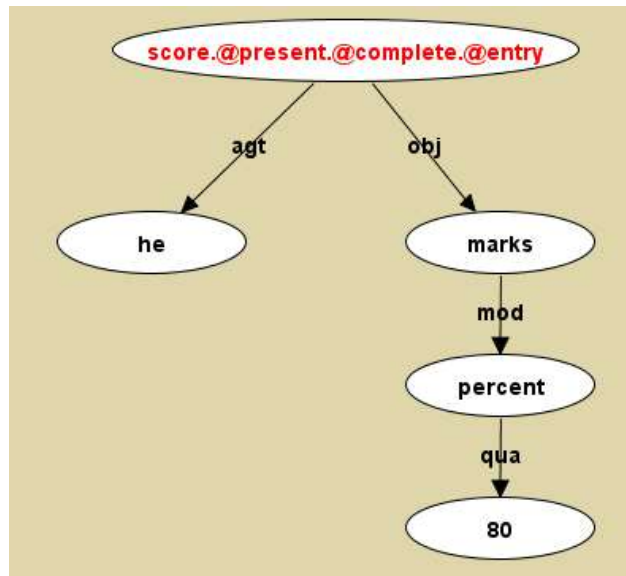 score.@present.@complete.@entry
agt obj
he marks
mod
percent
qua
80